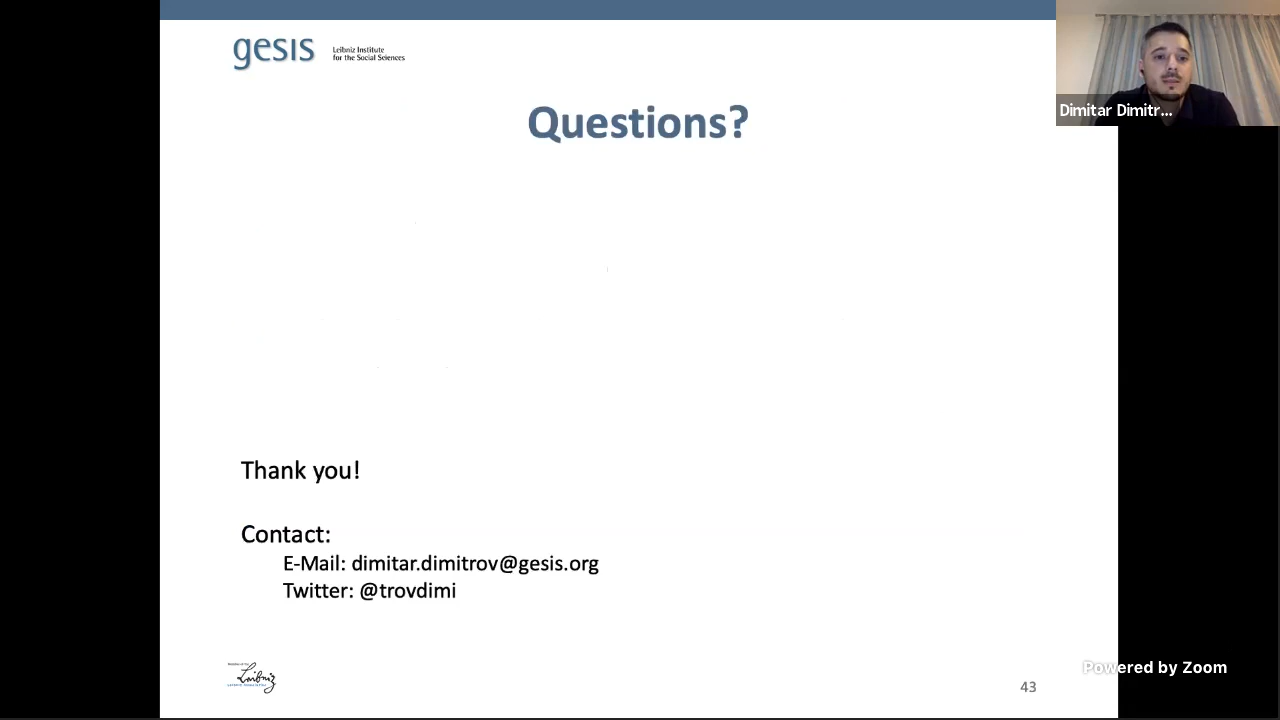 gesis
Leibniz Institute
for the Social Sciences
Dimitar Dimitr...
Questions?
Thank you!
Contact:
E-Mail: dimitar.dimitrov@gesis.org
Twitter: @trovdimi
Leibniz
43
Powered by Zoom